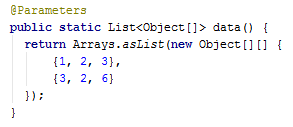 @Parameters
public static List<Object[]> data() {
  return Arrays.asList(new Object[][] {
      {1, 2, 3},
      {3, 2, 6}
  });
}